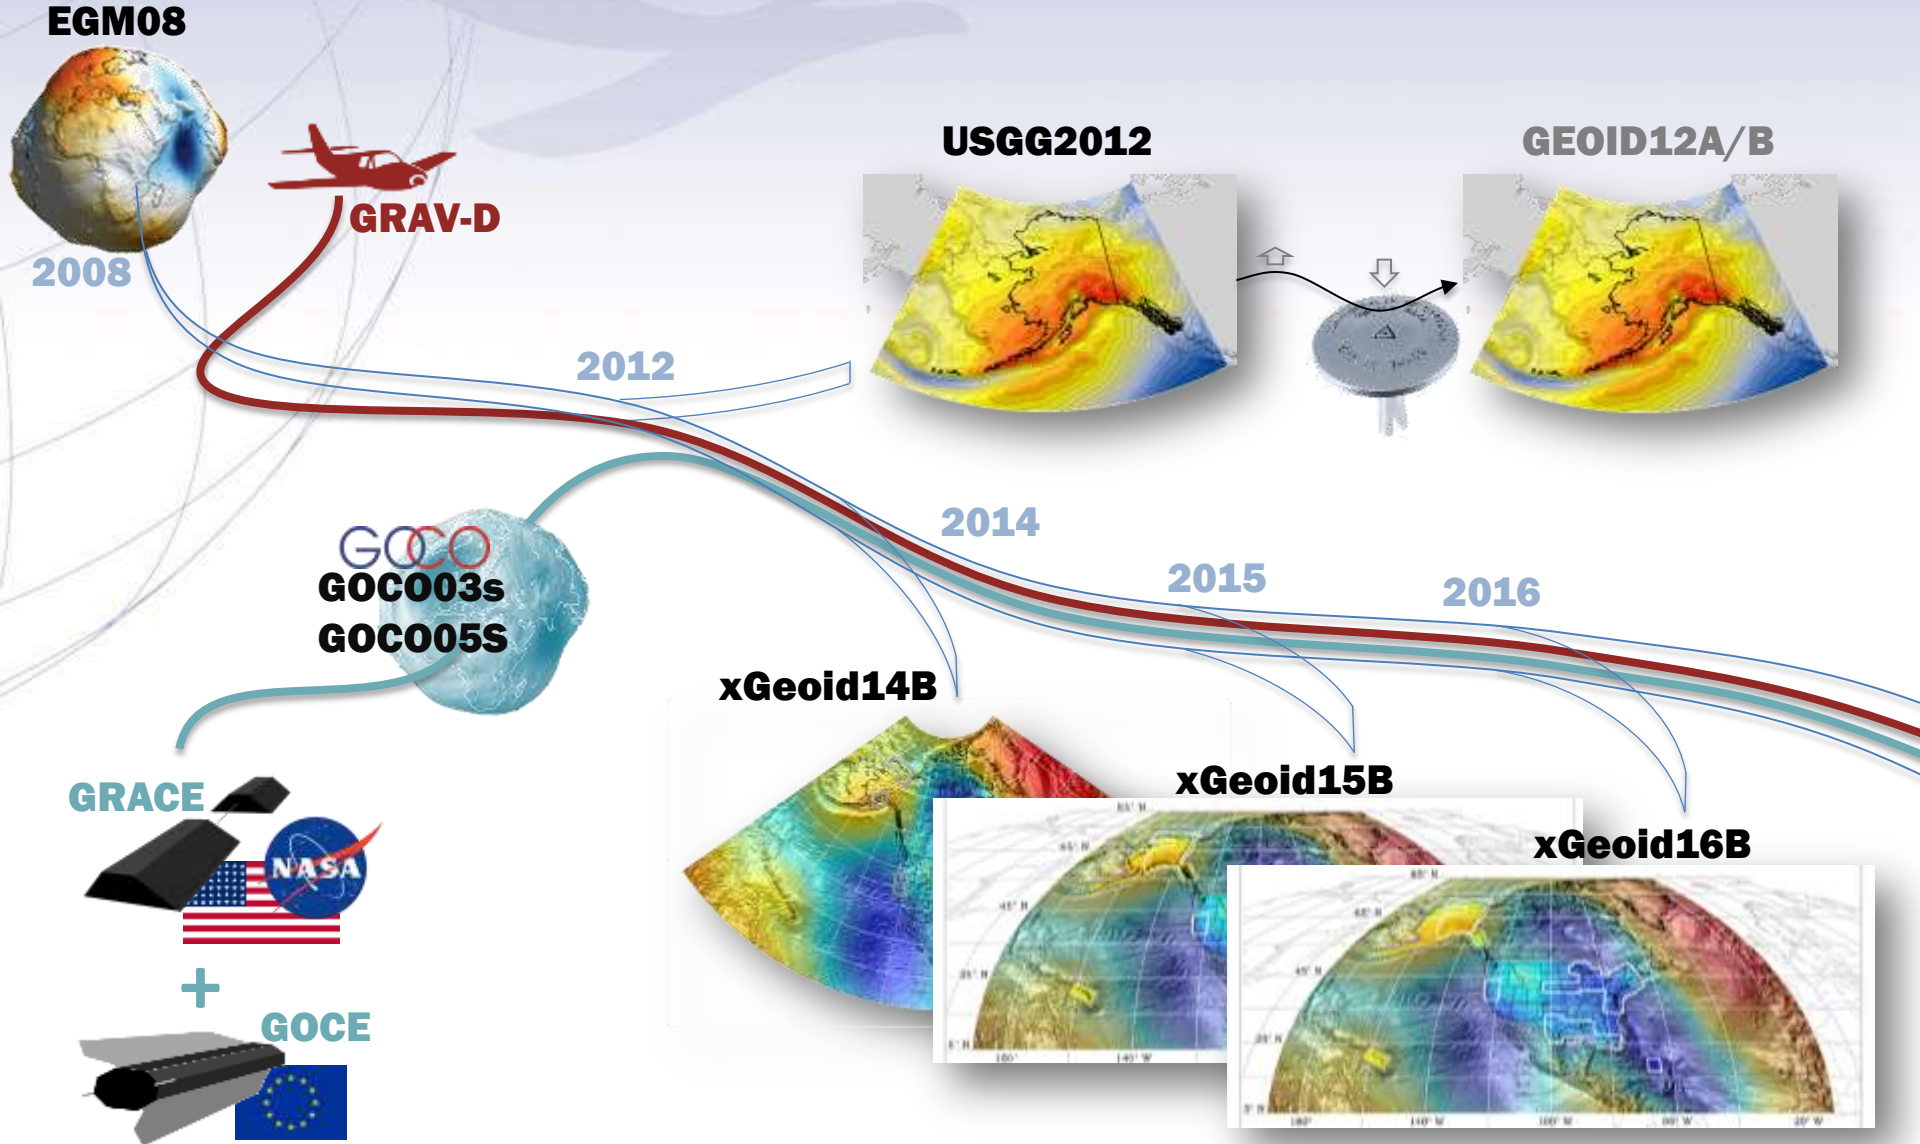 EGM08
GRAV-D
2008
USGG2012
GEOID12A/B
2012
2014
2015
2016
GOCO
GOCO03s
GOCO05S
xGeoid14B
xGeoid15B
xGeoid16B
GRACE
NASA
+
GOCE